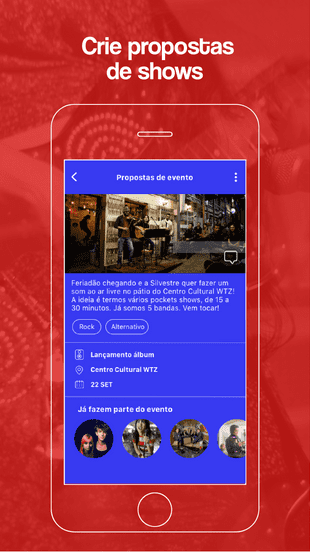 Crie propostas
de shows
Propostas de evento
Feriadão chegando e a Silvestre quer fazer um
som ao ar livre no pátio do Centro Cultural WTZ!
A ideia é termos vários pockets shows, de 15 a
30 minutos. Já somos 5 bandas. Vem tocar!
Rock
Alternativo
Lançamento álbum
Centro Cultural WTZ
22 SET
Já fazem parte do evento